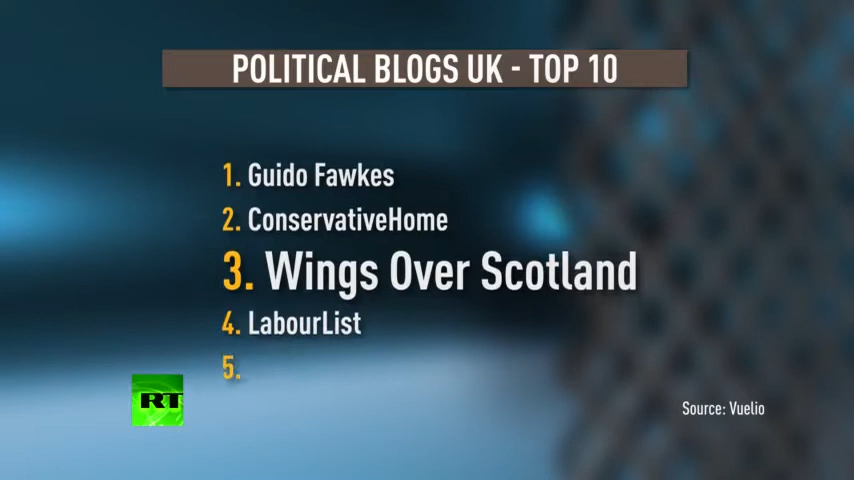 POLITICAL BLOGS UK - TOP 10
1. Guido Fawkes
2. ConservativeHome
3. Wings Over Scotland
4. LabourList
5.
RT
Source: Vuelio